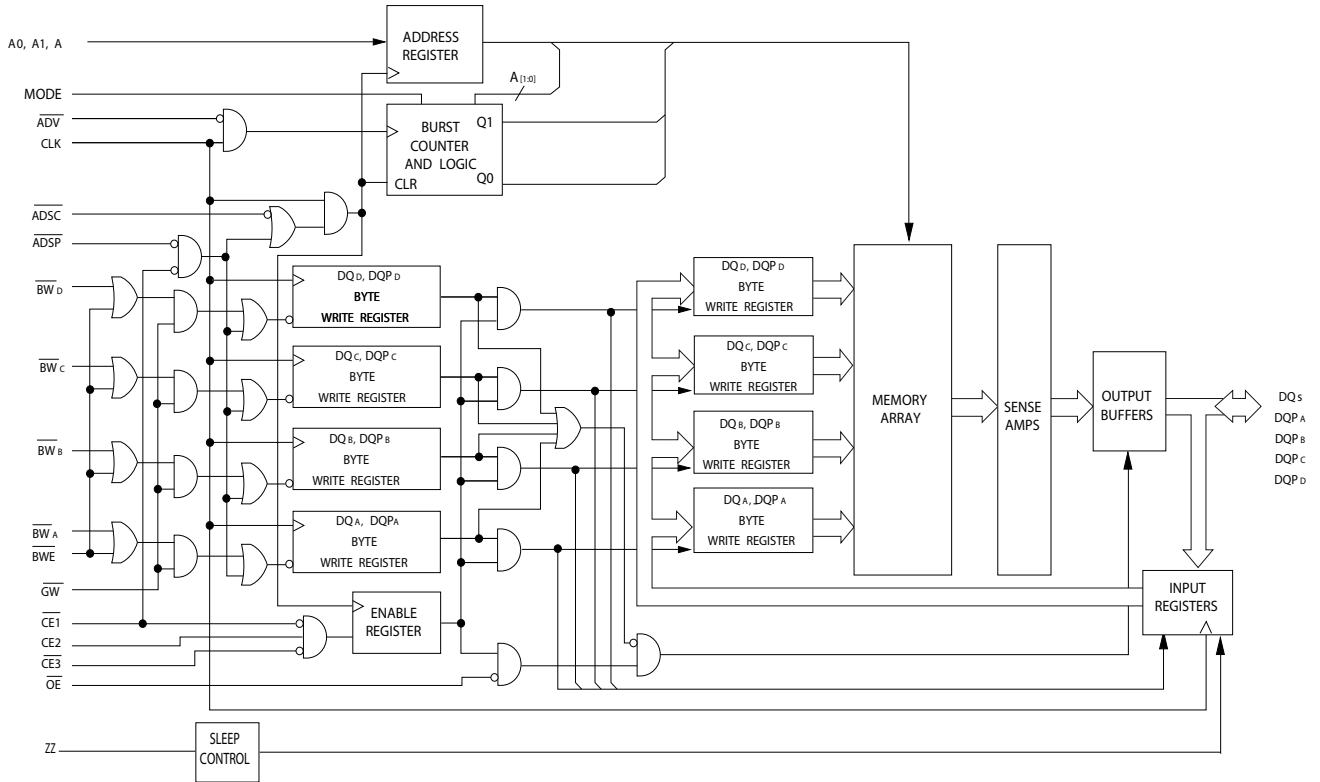 A0, A1, A
ADDRESS
REGISTER
A [1:0]
MODE
ADV
CLK
BURST
COUNTER
AND LOGIC
Q1
CLR
Q0
ADSC
ADSP
BW D
DQ D, DQP D
BYTE
WRITE REGISTER
DQ D, DQP D
BYTE
WRITE REGISTER
BW C
DQ C, DQP C
BYTE
WRITE REGISTER
DQ C, DQP C
BYTE
WRITE REGISTER
MEMORY
ARRAY
SENSE
AMPS
OUTPUT
BUFFERS
DQ s
DQP A
DQP B
DQP C
DQP D
BW B
DQ B, DQP B
BYTE
WRITE REGISTER
DQ B, DQP B
BYTE
WRITE REGISTER
BW A
BWE
DQ A, DQP A
BYTE
WRITE REGISTER
DQ A, DQP A
BYTE
WRITE REGISTER
GW
CE1
CE2
CE3
OE
ENABLE
REGISTER
INPUT
REGISTERS
ZZ
SLEEP
CONTROL